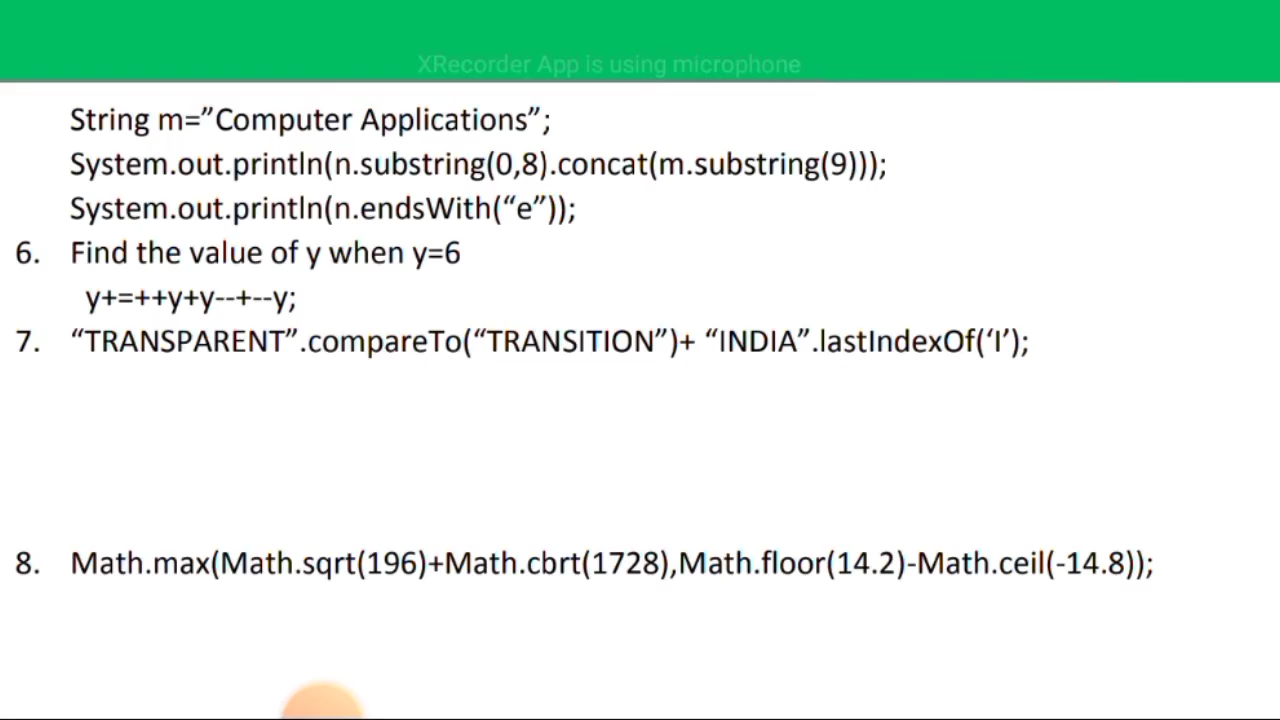 XRecorder App is using microphone
String m=”Computer Applications”;
System.out.println(n.substring(0,8).concat(m.substring(9)));
System.out.println(n.endsWith(“e”));
6. Find the value of y when y=6
y+=++y+y--+--y;
7. “TRANSPARENT”.compareTo(“TRANSITION”)+ “INDIA”.lastIndexOf(‘I’);
8. Math.max(Math.sqrt(196)+Math.cbrt(1728),Math.floor(14.2)-Math.ceil(-14.8));